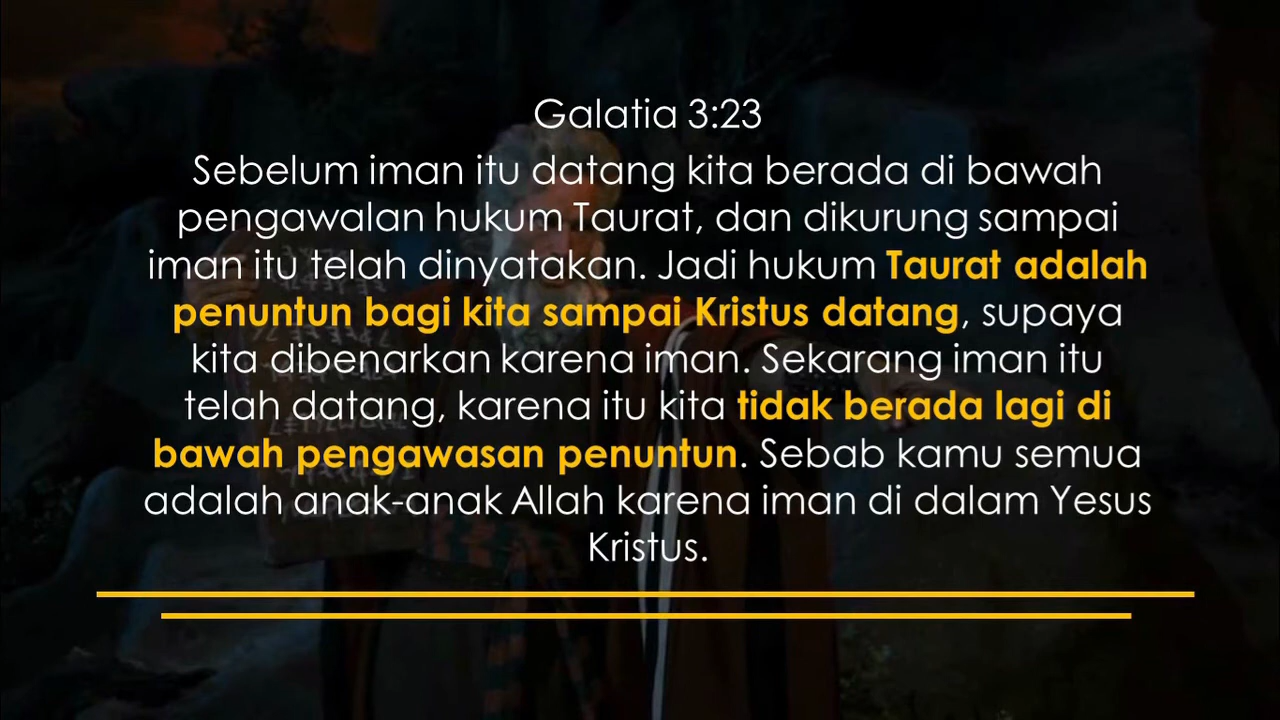 Galatia 3:23
Sebelum iman itu datang kita berada di bawah
pengawalan hukum Taurat, dan dikurung sampai
iman itu telah dinyatakan. Jadi hukum Taurat adalah
penuntun bagi kita sampai Kristus datang, supaya
kita dibenarkan karena iman. Sekarang iman itu
telah datang, karena itu kita tidak berada lagi di
bawah pengawasan penuntun. Sebab kamu semua
adalah anak-anak Allah karena iman di dalam Yesus
Kristus.